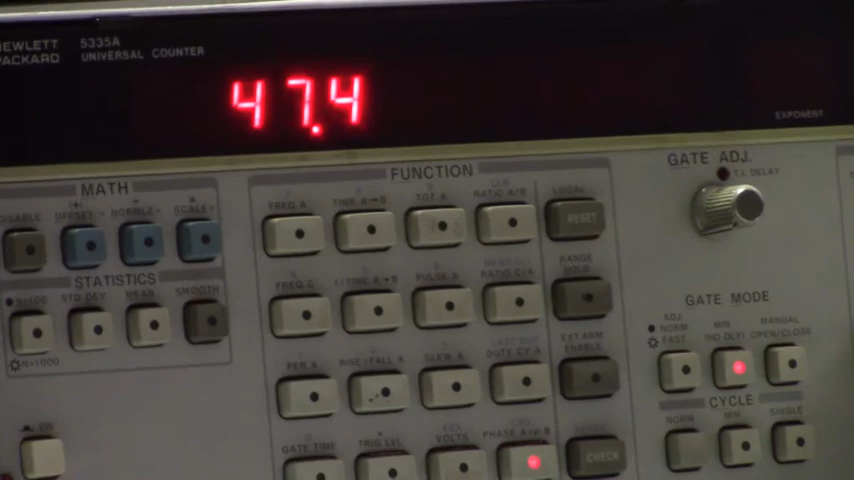 HEWLETT 5335A
PACKARD UNIVERSAL COUNTER
47.4
EXPONENT
MATH
FUNCTION
GATE ADJ.
T.I. DELAY
DISABLE OFFSET NORMLZ SCALE
FREQ A TIME A→B TOT A RATIO A/B LOCAL
RESET
STATISTICS
N=100 STD DEV MEAN SMOOTH
FREQ C 1/TIME A→B PULSE A RATIO C/A RANGE HOLD
N=1000
GATE MODE
ADJ. NORM FAST
MIN (NO DLY)
MANUAL OPEN/CLOSE
PER A RISE/FALL A SLEW A DUTY CY A EXT ARM ENABLE
CYCLE
NORM MIN SINGLE
ON
GATE TIME TRIG LVL VOLTS PHASE A rel B
CHECK